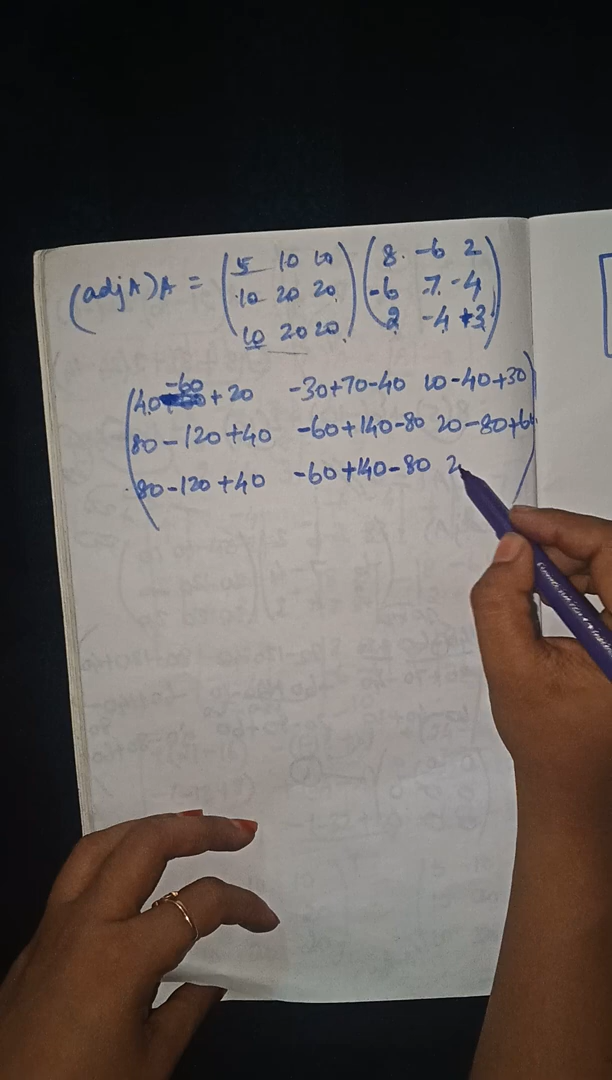 (adjA)A = (5 10 10) (8 -6 2)
(10 20 20) (-6 -7 -4)
(10 20 20) (2 -4 +3)
40 -60 + 20 -30+70-40 10-40+30
80-120+40 -60+140-80 20-80+60
80-120+40 -60+140-80 2